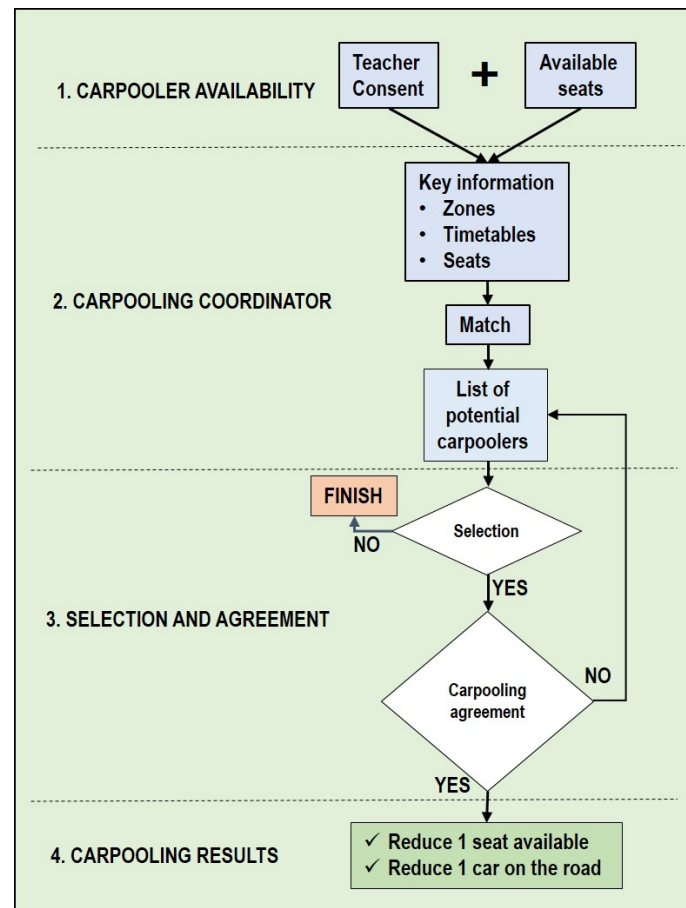 1. CARPOOLER AVAILABILITY
Teacher
Consent
+
Available
seats
2. CARPOOLING COORDINATOR
Key information
• Zones
• Timetables
• Seats
Match
List of
potential
carpoolers
3. SELECTION AND AGREEMENT
FINISH
NO
Selection
YES
Carpooling
agreement
NO
YES
4. CARPOOLING RESULTS
✓ Reduce 1 seat available
✓ Reduce 1 car on the road